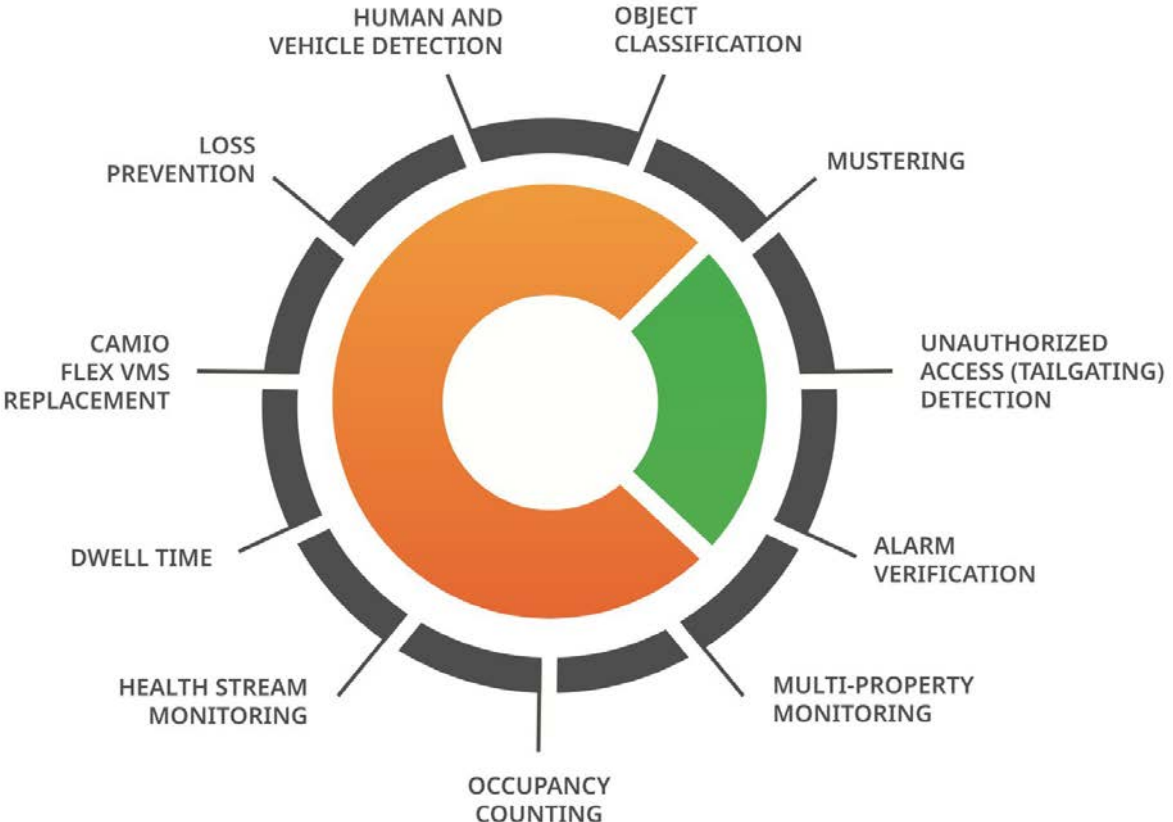 HUMAN AND
VEHICLE DETECTION
OBJECT
CLASSIFICATION
MUSTERING
UNAUTHORIZED
ACCESS (TAILGATING)
DETECTION
ALARM
VERIFICATION
MULTI-PROPERTY
MONITORING
OCCUPANCY
COUNTING
HEALTH STREAM
MONITORING
DWELL TIME
CAMIO
FLEX VMS
REPLACEMENT
LOSS
PREVENTION